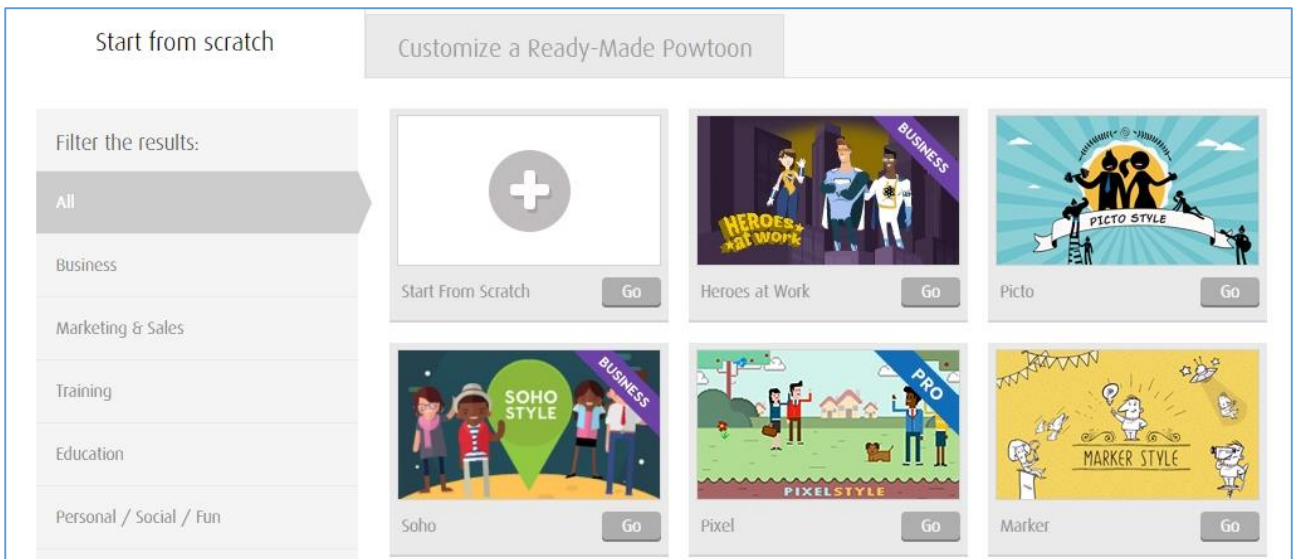 Start from scratch
Customize a Ready-Made Powtoon
Filter the results:
All
Business
Marketing & Sales
Training
Education
Personal / Social / Fun
Start From Scratch
Go
BUSINESS
HEROES
at WORK
Heroes at Work
Go
PICTO STYLE
Picto
Go
BUSINESS
SOHO
STYLE
Soho
Go
PRO
PIXELSTYLE
Pixel
Go
MARKER STYLE
Marker
Go